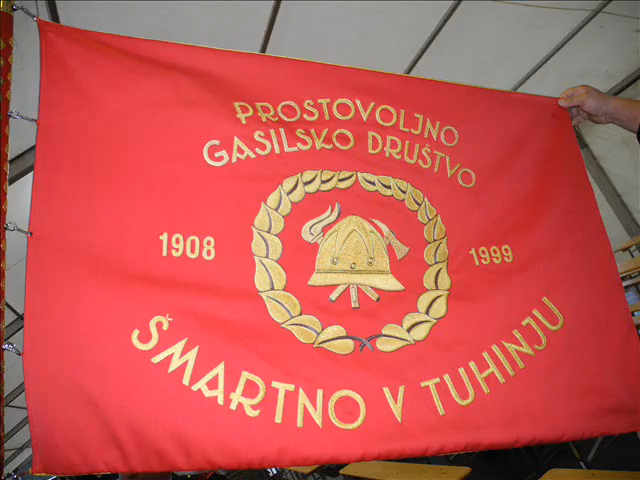 PROSTOVOLJNO
GASILSKO DRUŠTVO
1908 1999
ŠMARTNO V TUHINJU